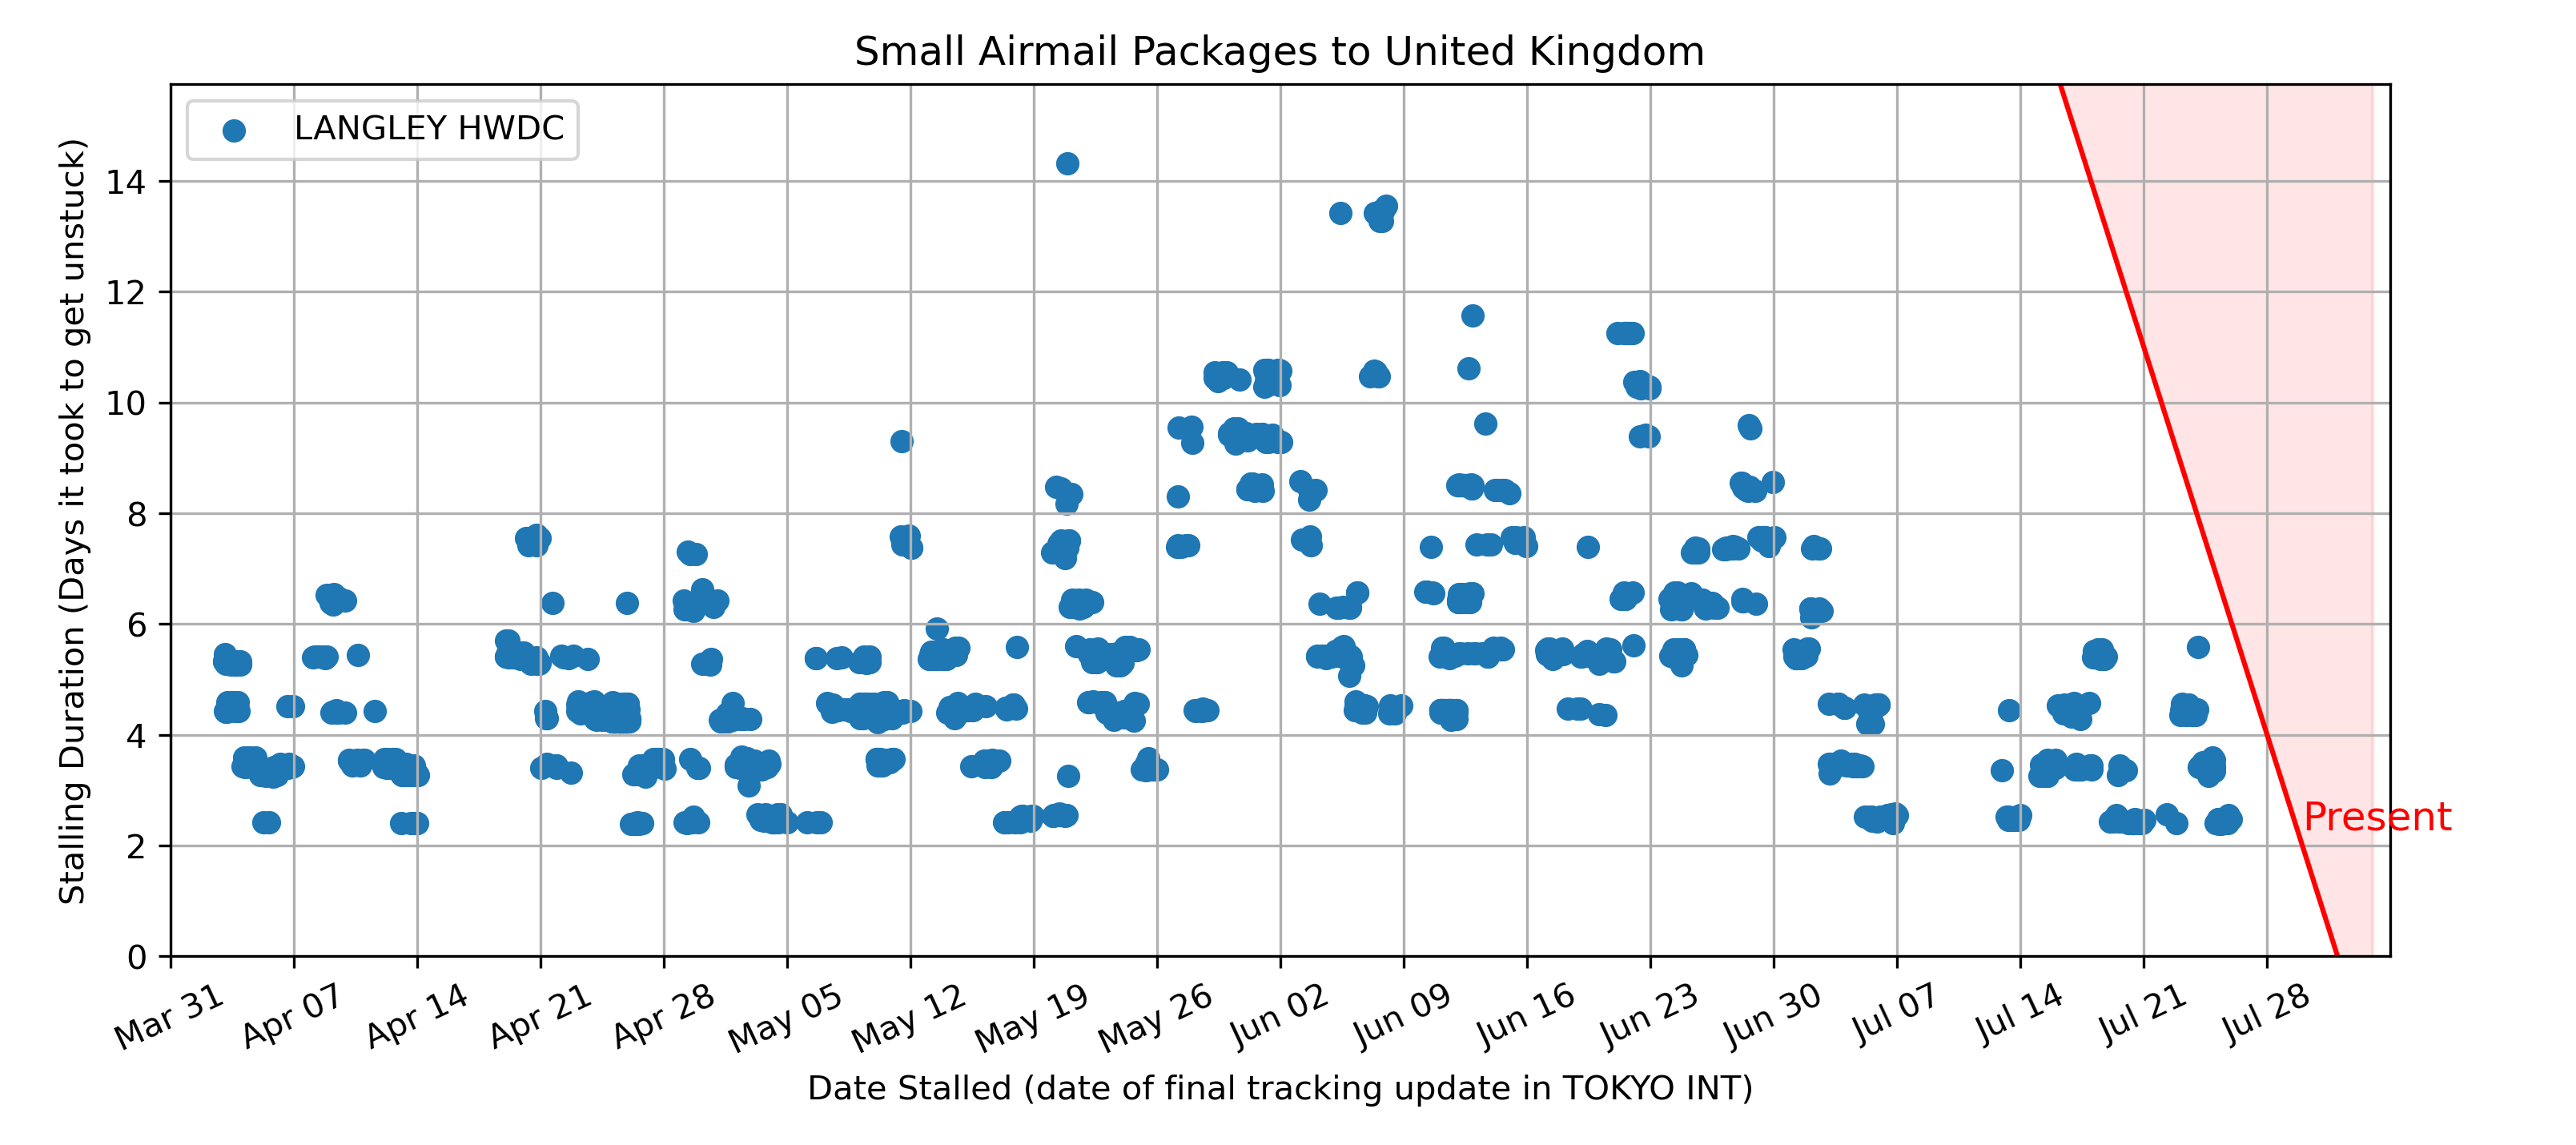 Small Airmail Packages to United Kingdom
LANGLEY HWDC
Stalling Duration (Days it took to get unstuck)
14
12
10
8
6
4
2
0
Present
Mar 31
Apr 07
Apr 14
Apr 21
Apr 28
May 05
May 12
May 19
May 26
Jun 02
Jun 09
Jun 16
Jun 23
Jun 30
Jul 07
Jul 14
Jul 21
Jul 28
Date Stalled (date of final tracking update in TOKYO INT)